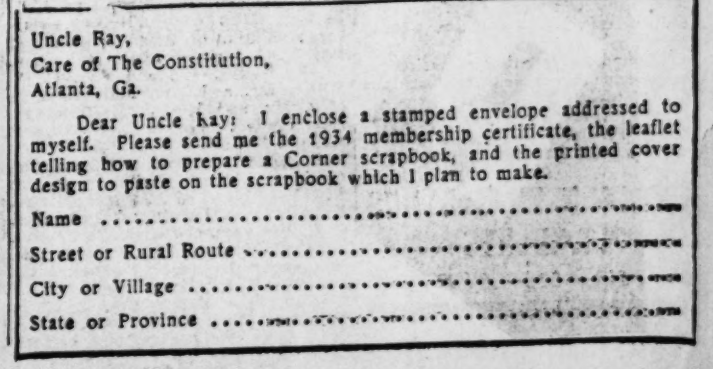 Uncle Ray,
Care of The Constitution,
Atlanta, Ga.
Dear Uncle Ray: I enclose a stamped envelope addressed to
myself. Please send me the 1934 membership certificate, the leaflet
telling how to prepare a Corner scrapbook, and the printed cover
design to paste on the scrapbook which I plan to make.
Name
Street or Rural Route
City or Village
State or Province